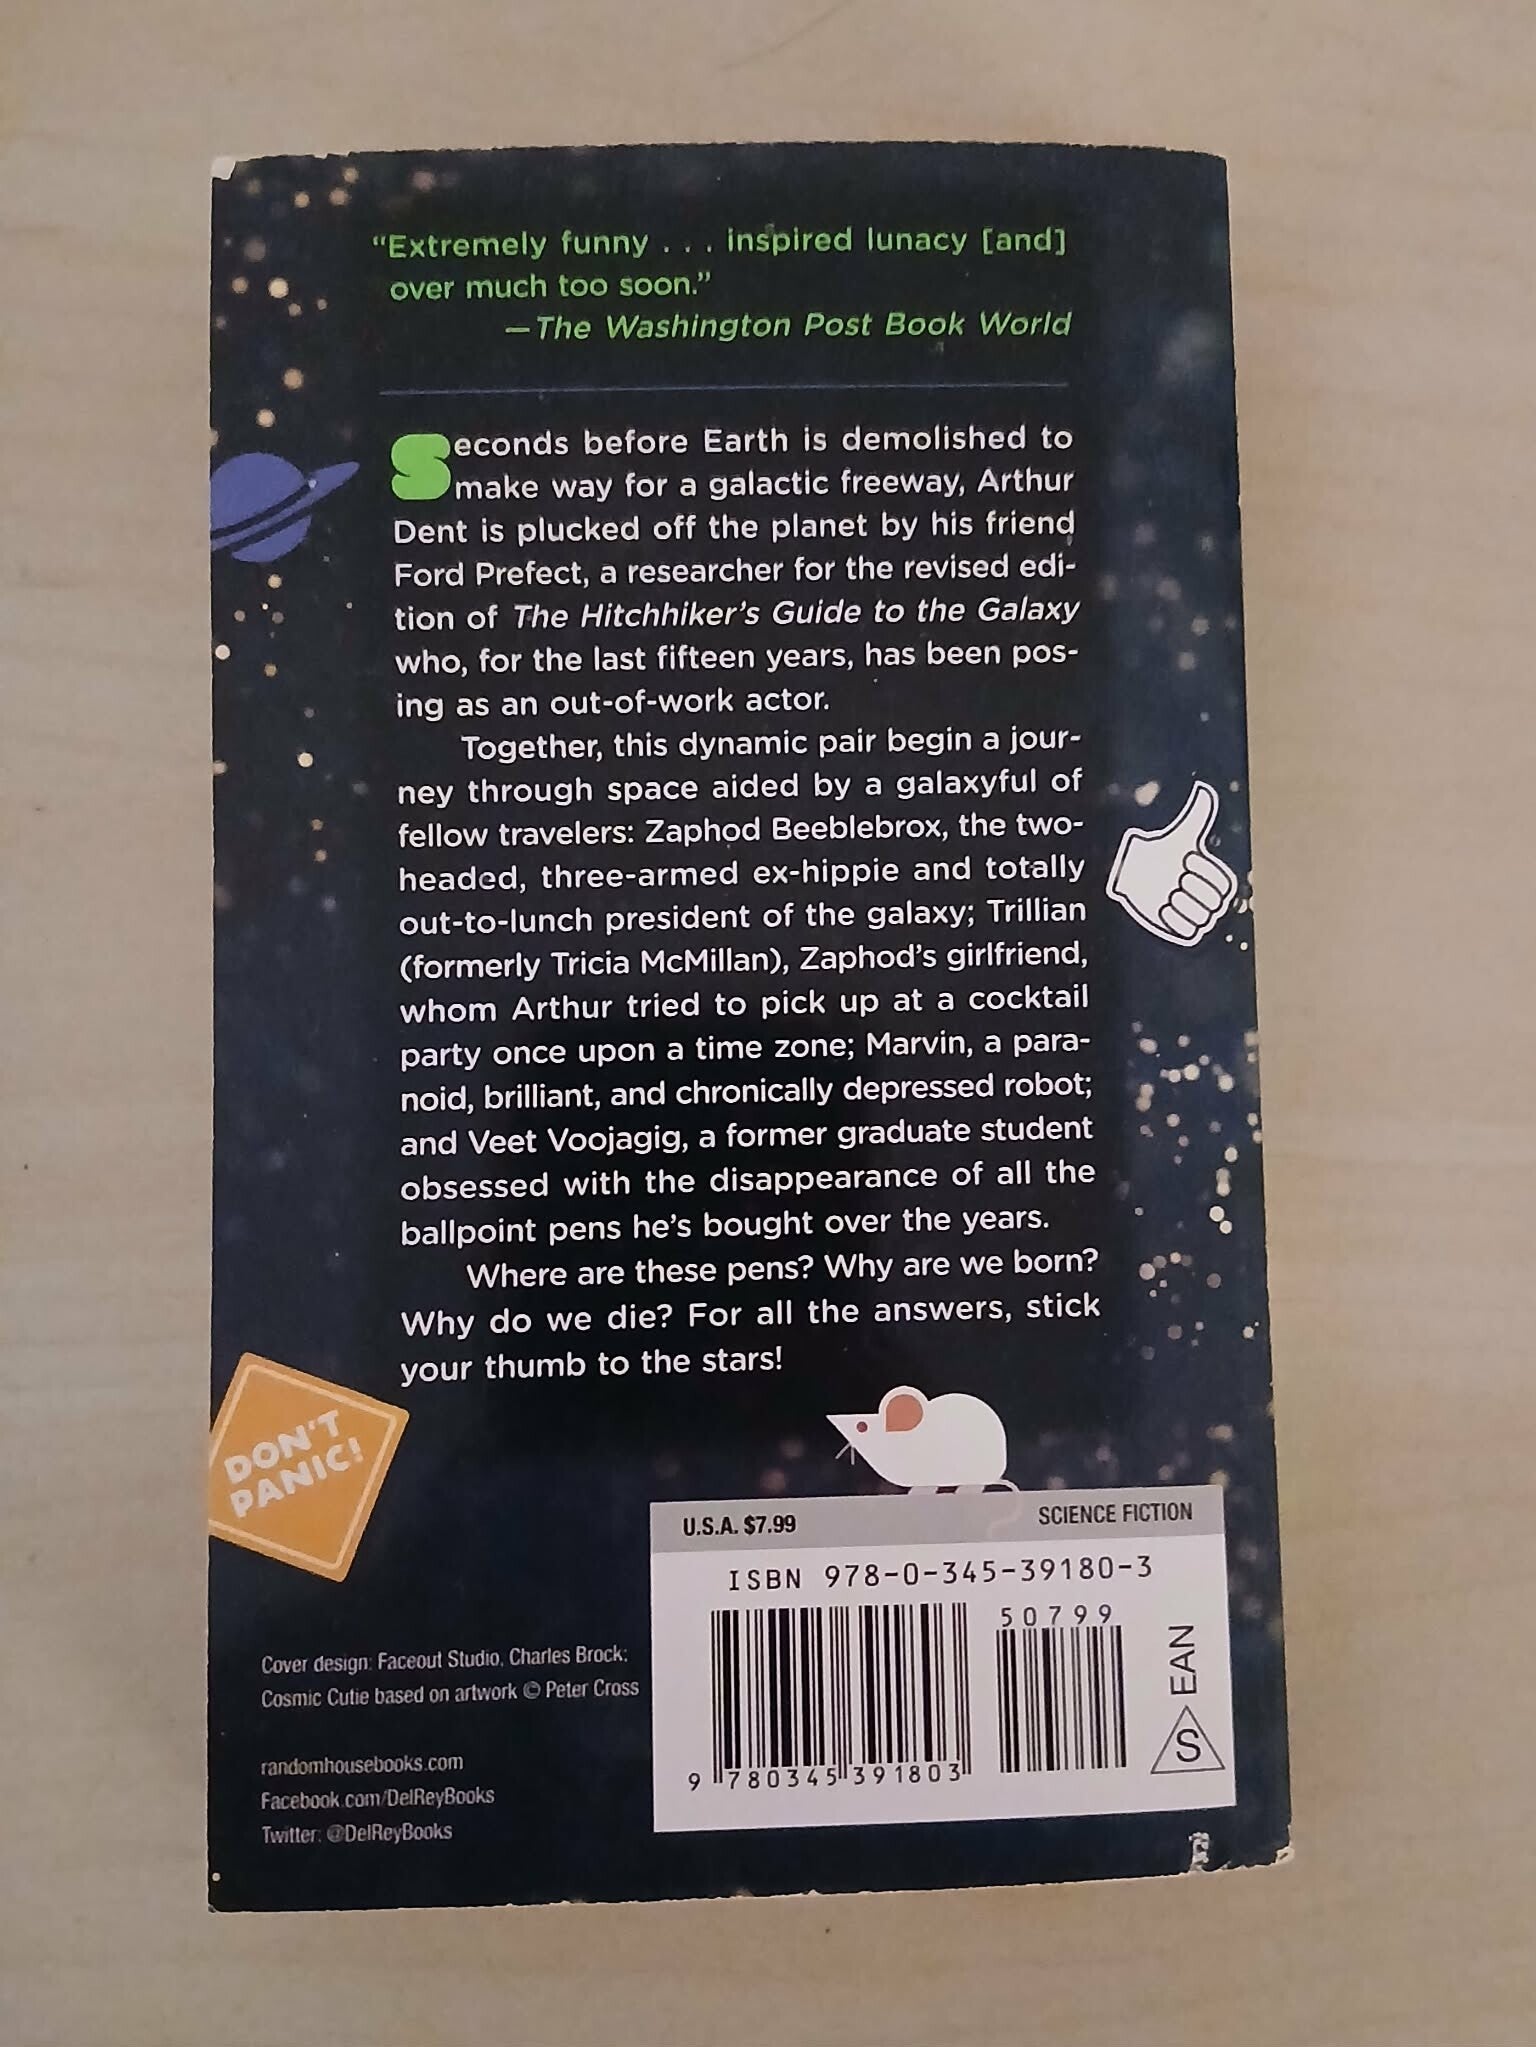 “Extremely funny . . . inspired lunacy [and]
over much too soon.”
—The Washington Post Book World
Seconds before Earth is demolished to
make way for a galactic freeway, Arthur
Dent is plucked off the planet by his friend
Ford Prefect, a researcher for the revised edi-
tion of The Hitchhiker’s Guide to the Galaxy
who, for the last fifteen years, has been pos-
ing as an out-of-work actor.
Together, this dynamic pair begin a jour-
ney through space aided by a galaxyful of
fellow travelers: Zaphod Beeblebrox, the two-
headed, three-armed ex-hippie and totally
out-to-lunch president of the galaxy; Trillian
(formerly Tricia McMillan), Zaphod’s girlfriend,
whom Arthur tried to pick up at a cocktail
party once upon a time zone; Marvin, a para-
noid, brilliant, and chronically depressed robot;
and Veet Voojagig, a former graduate student
obsessed with the disappearance of all the
ballpoint pens he’s bought over the years.
Where are these pens? Why are we born?
Why do we die? For all the answers, stick
your thumb to the stars!
DON'T
PANIC!
U.S.A. $7.99 SCIENCE FICTION
ISBN 978-0-345-39180-3
50799
9 780345 391803
EAN
S
Cover design: Faceout Studio, Charles Brock;
Cosmic Cutie based on artwork © Peter Cross
randomhousebooks.com
Facebook.com/DelReyBooks
Twitter: @DelReyBooks